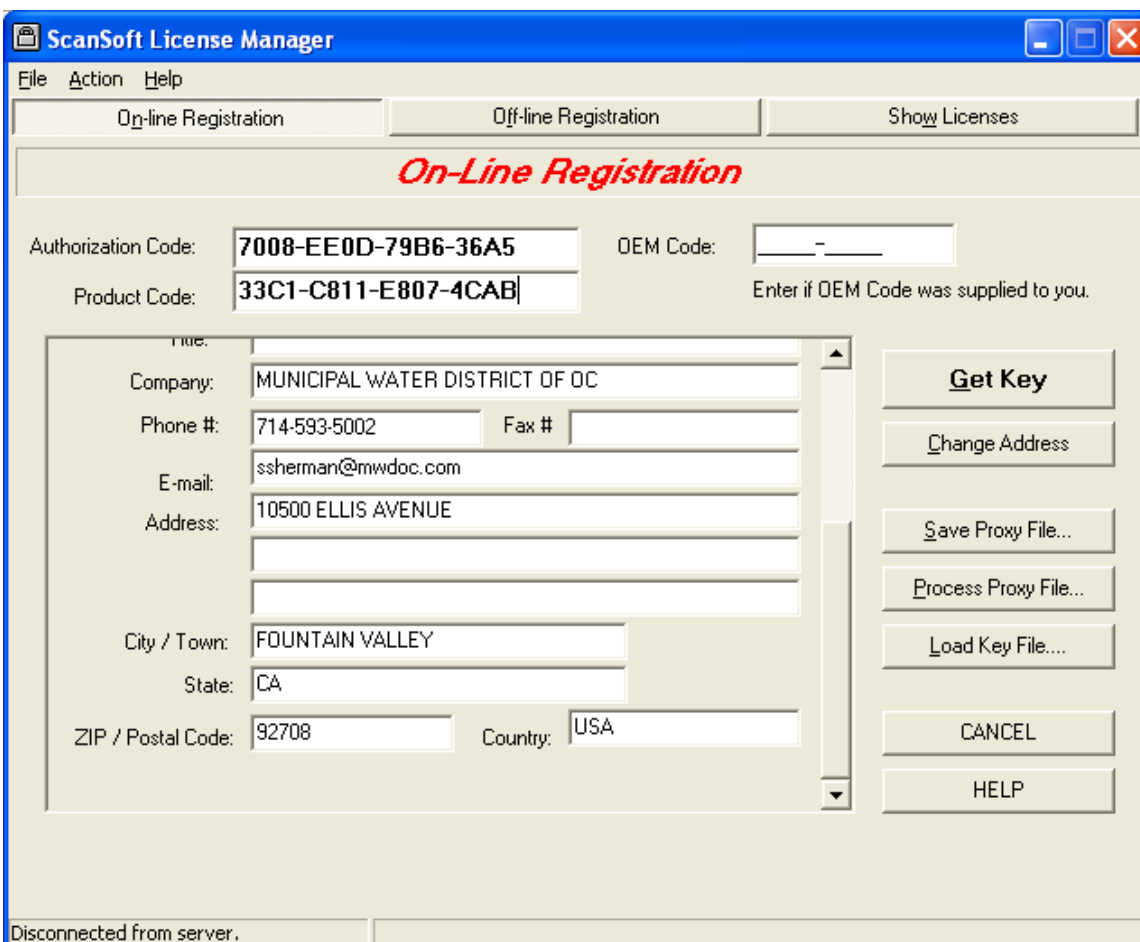 ScanSoft License Manager
File Action Help
On-line Registration Off-line Registration Show Licenses
On-Line Registration
Authorization Code: 7008-EE0D-79B6-36A5 OEM Code: _____-_____
Product Code: 33C1-C811-E807-4CAB Enter if OEM Code was supplied to you.
Title:
Company: MUNICIPAL WATER DISTRICT OF OC Get Key
Phone #: 714-593-5002 Fax # Change Address
E-mail: ssherman@mwdoc.com
Address: 10500 ELLIS AVENUE Save Proxy File...
Process Proxy File...
City / Town: FOUNTAIN VALLEY Load Key File....
State: CA
ZIP / Postal Code: 92708 Country: USA CANCEL
HELP
Disconnected from server.